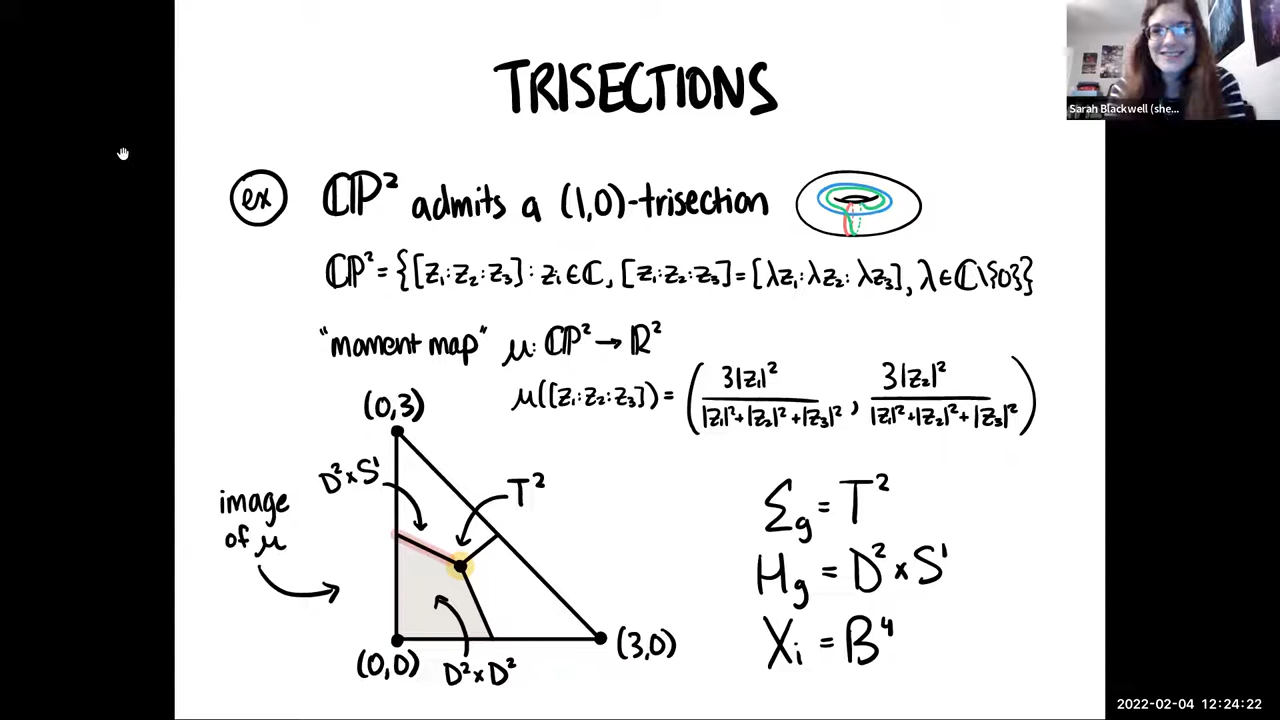 TRISECTIONS
Sarah Blackwell (she...
ex ℂP² admits a (1,0)-trisection
ℂP² = {[z₁:z₂:z₃] : zᵢ ∈ ℂ, [z₁:z₂:z₃] = [λz₁:λz₂:λz₃], λ ∈ ℂ\{0}}
"moment map" μ: ℂP² → ℝ²
μ([z₁:z₂:z₃]) = (3|z₁|² / |z₁|²+|z₂|²+|z₃|², 3|z₂|² / |z₁|²+|z₂|²+|z₃|²)
(0,3)
D²×S¹
T²
image
of μ
(0,0)
D²×D²
(3,0)
Σg = T²
Hg = D²×S¹
Xᵢ = B⁴
2022-02-04 12:24:22